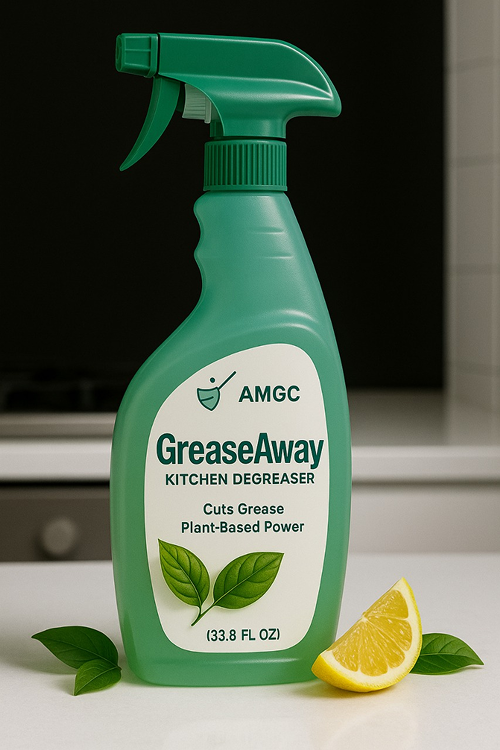 AMGC
GreaseAway
KITCHEN DEGREASER
Cuts Grease
Plant-Based Power
(33.8 FL OZ)